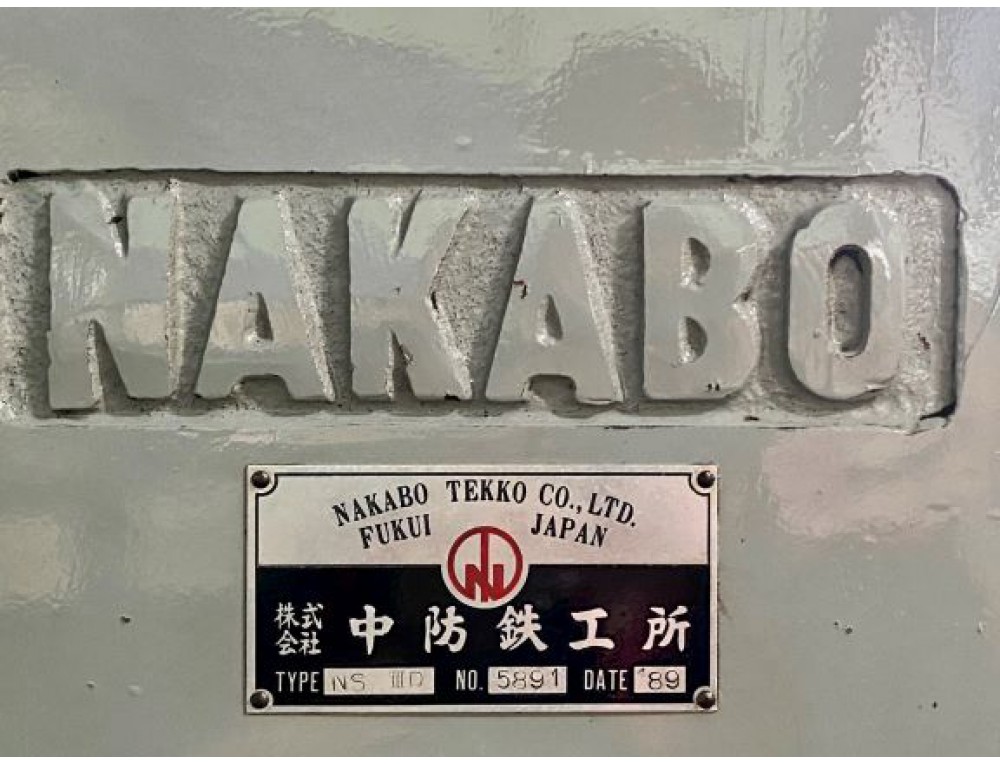 NAKABO
NAKABO TEKKO CO., LTD.
FUKUI JAPAN
株式会社 中防鉄工所
TYPE NS IIID NO. 5891 DATE '89